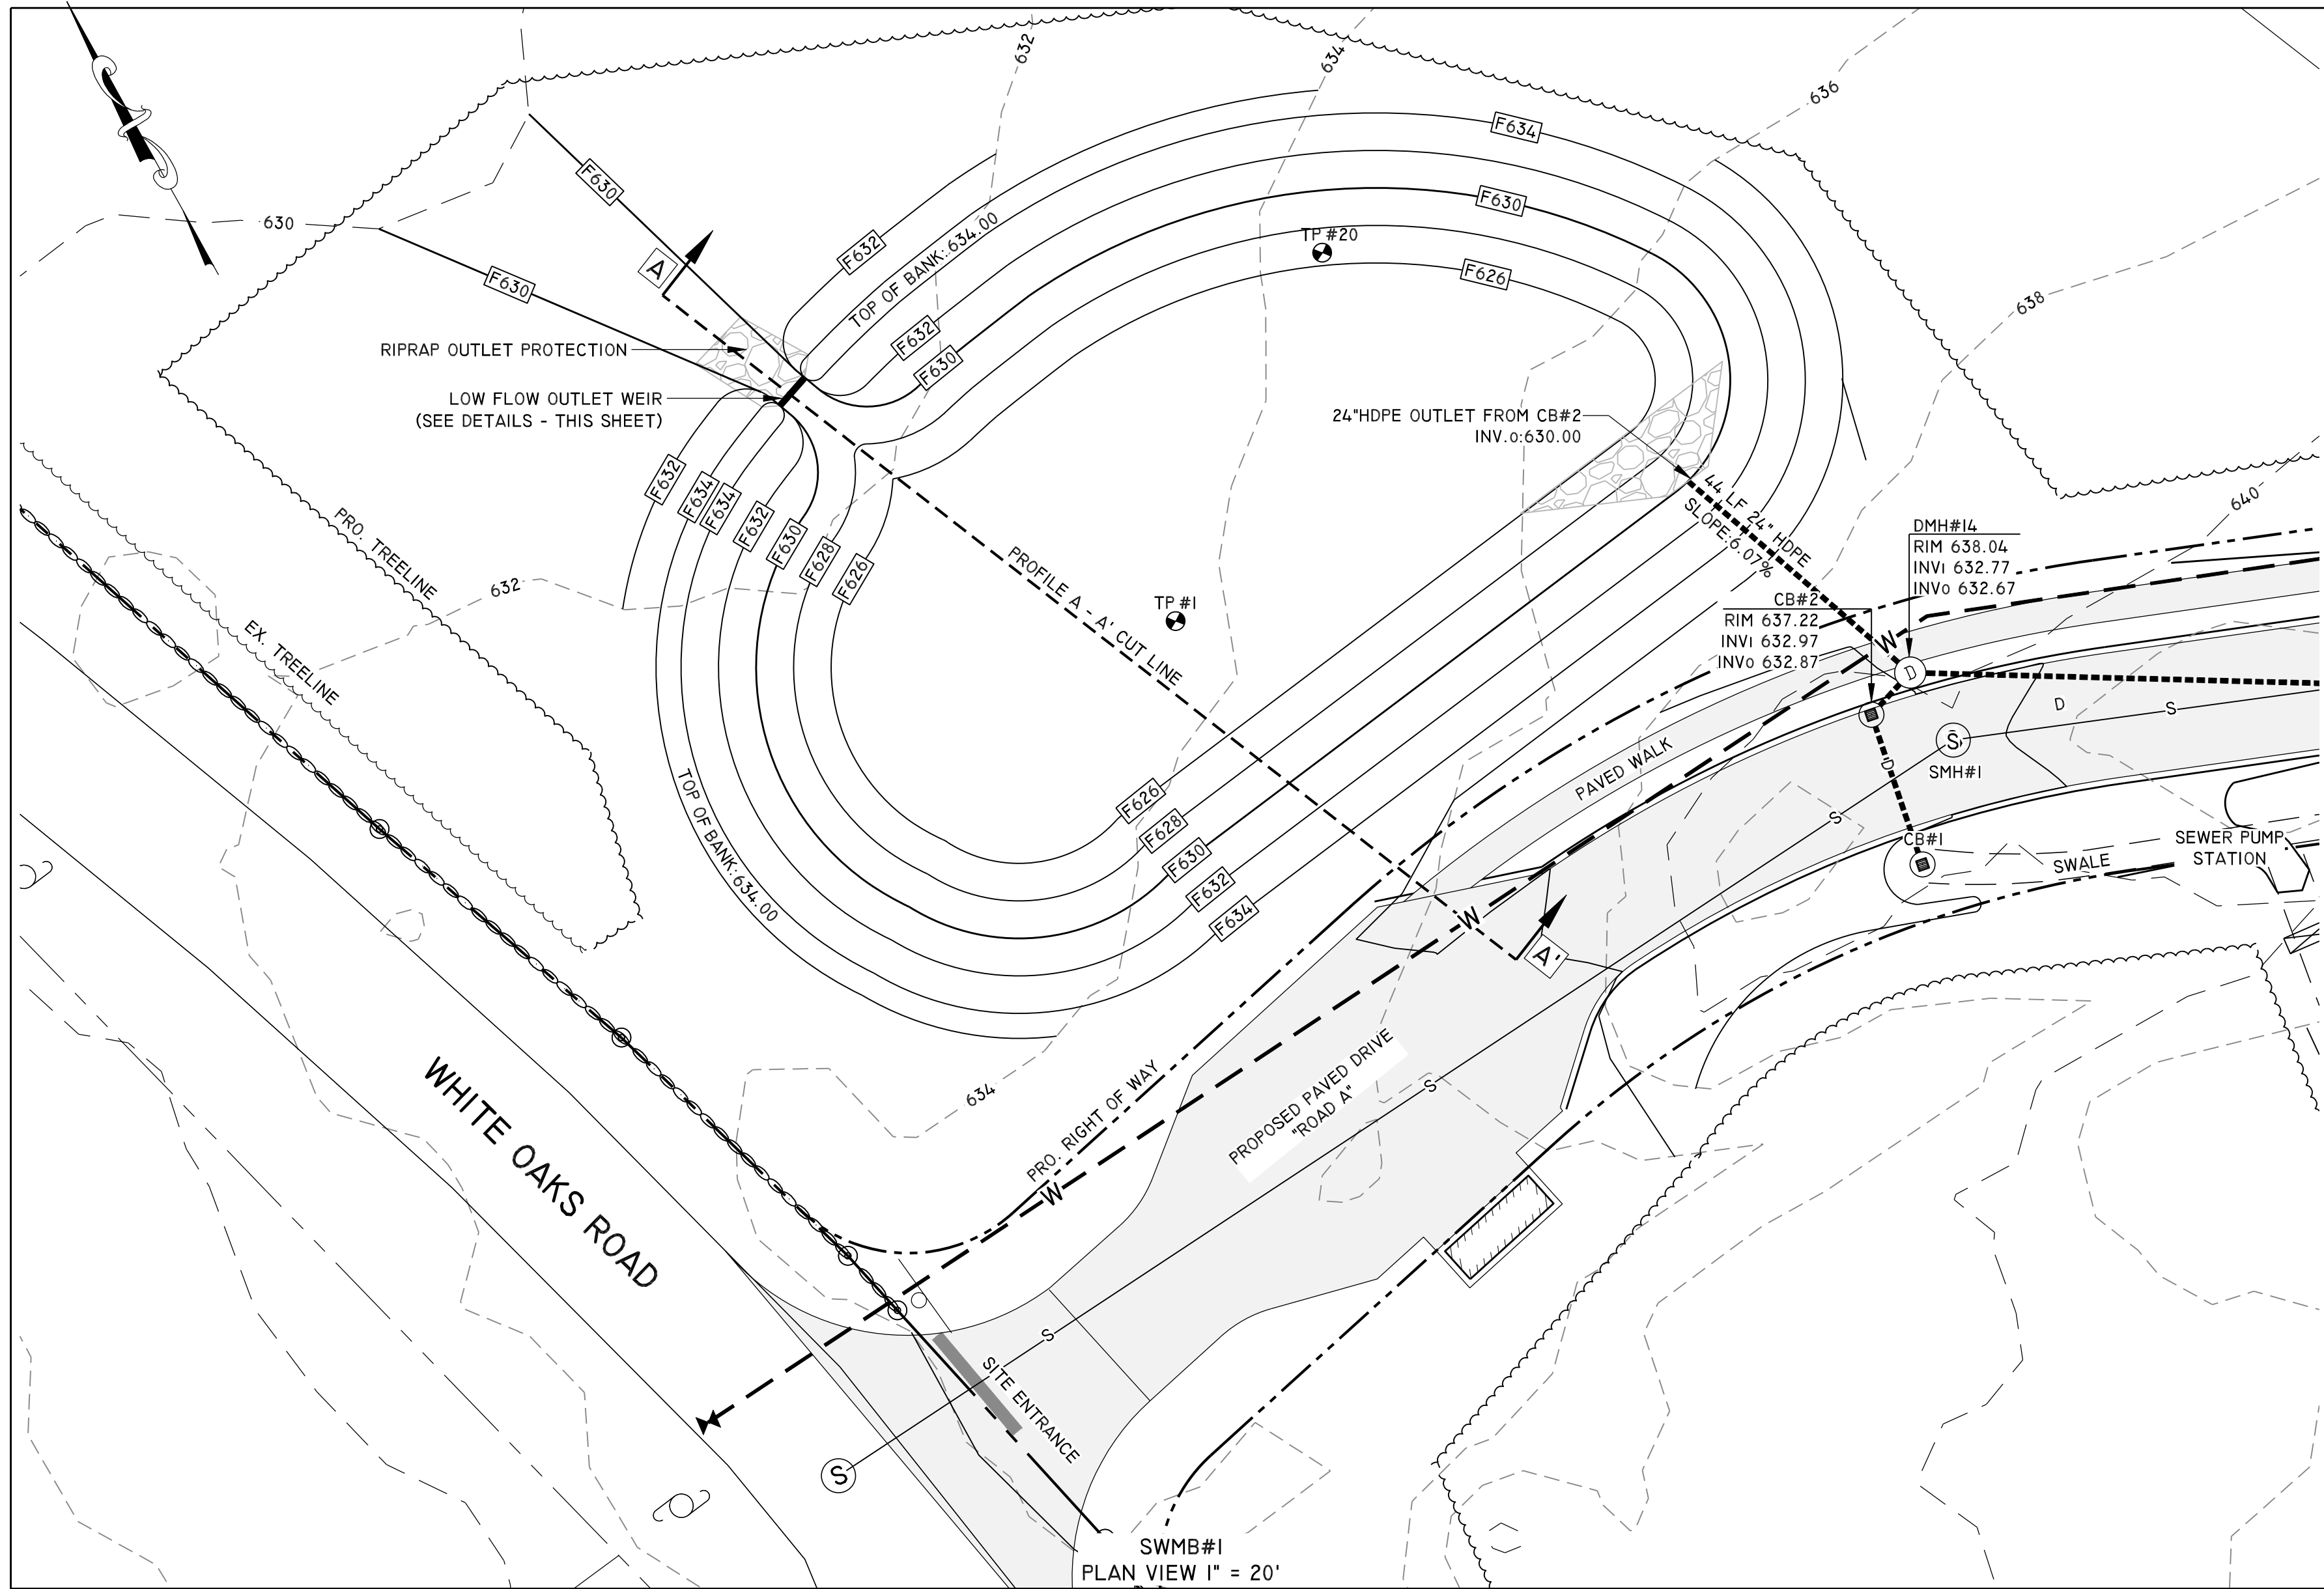 632
634
636
F634
F630
630
F630
F632
TOP OF BANK:634.00
TP #20
A
F630
F626
638
F632
RIPRAP OUTLET PROTECTION
F630
LOW FLOW OUTLET WEIR
(SEE DETAILS - THIS SHEET)
24"HDPE OUTLET FROM CB#2
INV.o:630.00
F632
F634
F634
F632
F630
F628
F626
44 LF 24" HDPE
SLOPE:6.07%
640
PRO. TREELINE
DMH#14
RIM 638.04
INVI 632.77
INVO 632.67
PROFILE A - A' CUT LINE
632
TP #1
CB#2
RIM 637.22
INVI 632.97
INVO 632.87
W
D
EX. TREELINE
D
S
S
SMH#1
D
PAVED WALK
S
TOP OF BANK:634.00
F626
F628
F630
F632
F634
CB#1
SWALE
SEWER PUMP
STATION
W
A'
WHITE OAKS ROAD
634
PRO. RIGHT OF WAY
PROPOSED PAVED DRIVE
"ROAD A"
S
W
S
SITE ENTRANCE
S
SWMB#1
PLAN VIEW 1" = 20'